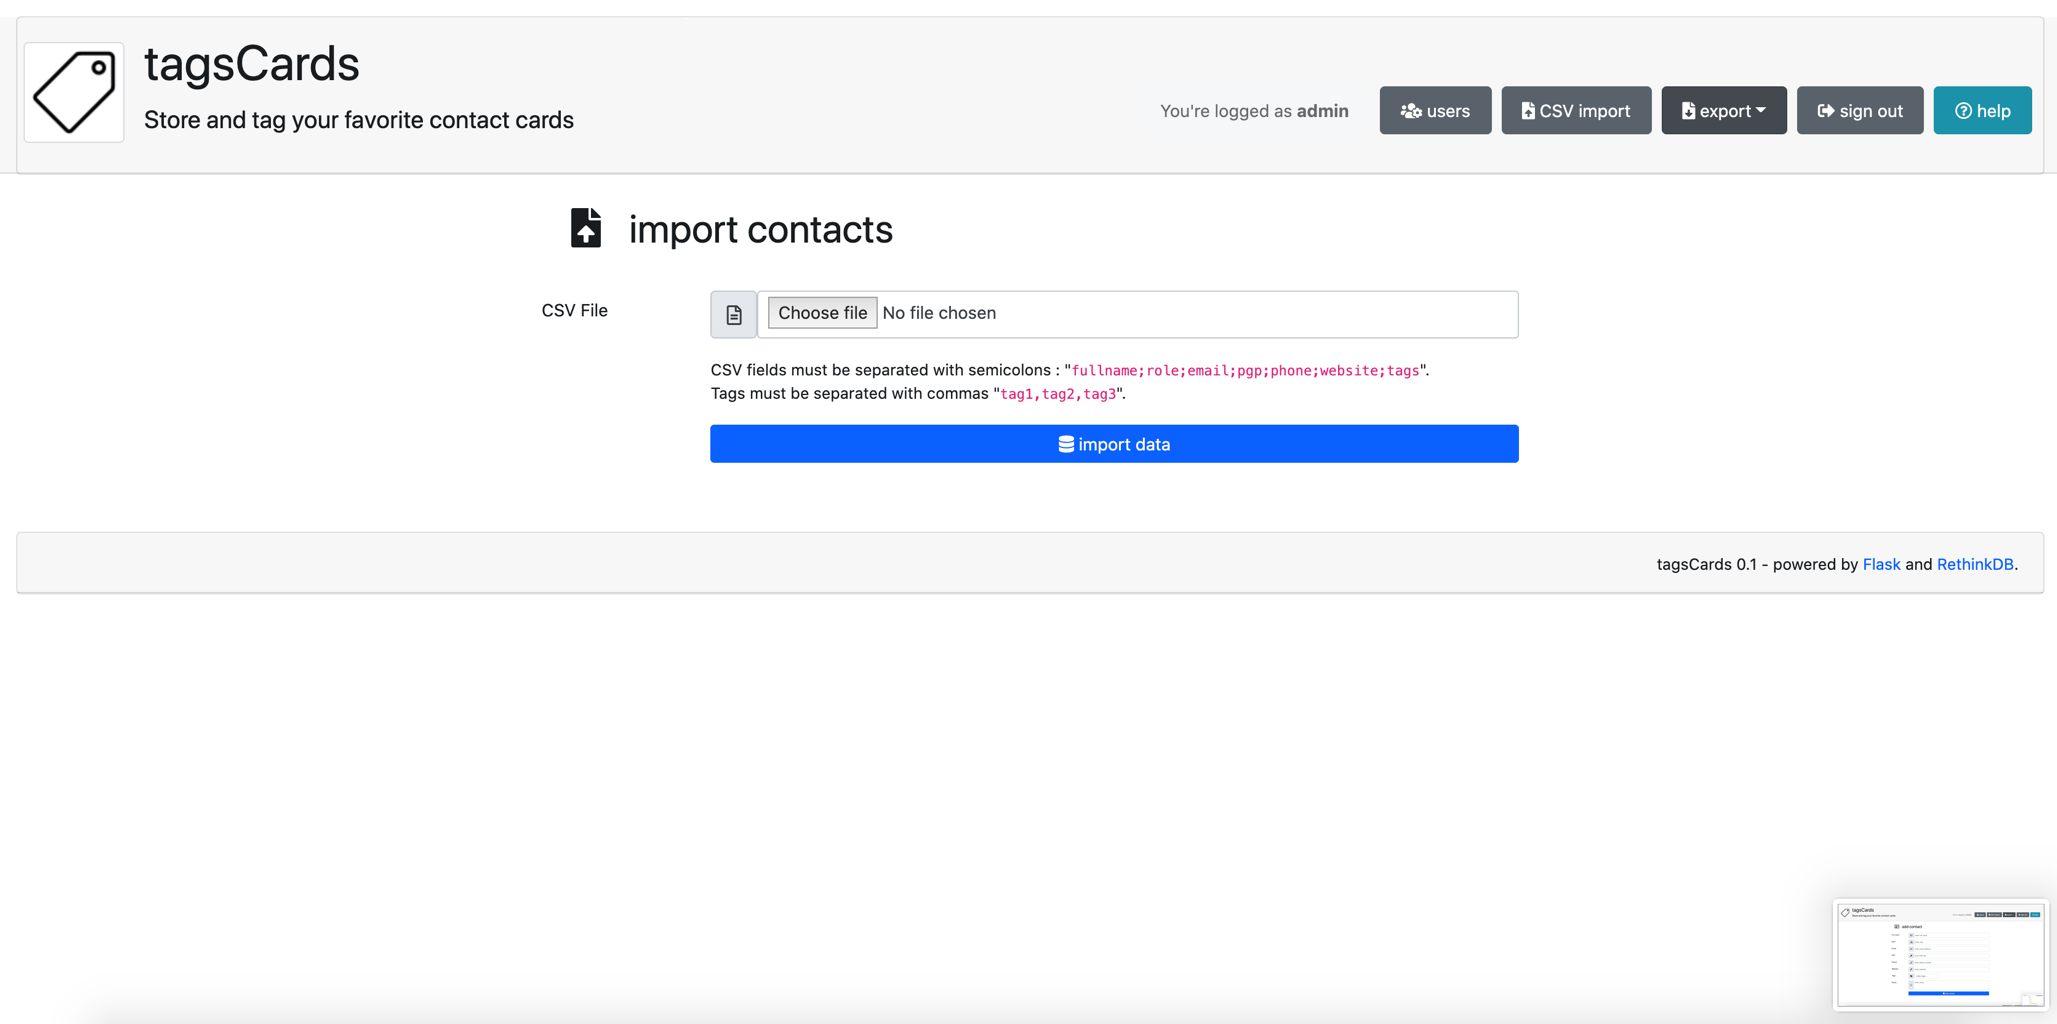 tagsCards
Store and tag your favorite contact cards
You're logged as admin
users
CSV import
export
sign out
help
import contacts
CSV File
Choose file No file chosen
CSV fields must be separated with semicolons : "fullname;role;email;pgp;phone;website;tags".
Tags must be separated with commas "tag1,tag2,tag3".
import data
tagsCards 0.1 - powered by Flask and RethinkDB.
tagsCards
add contact